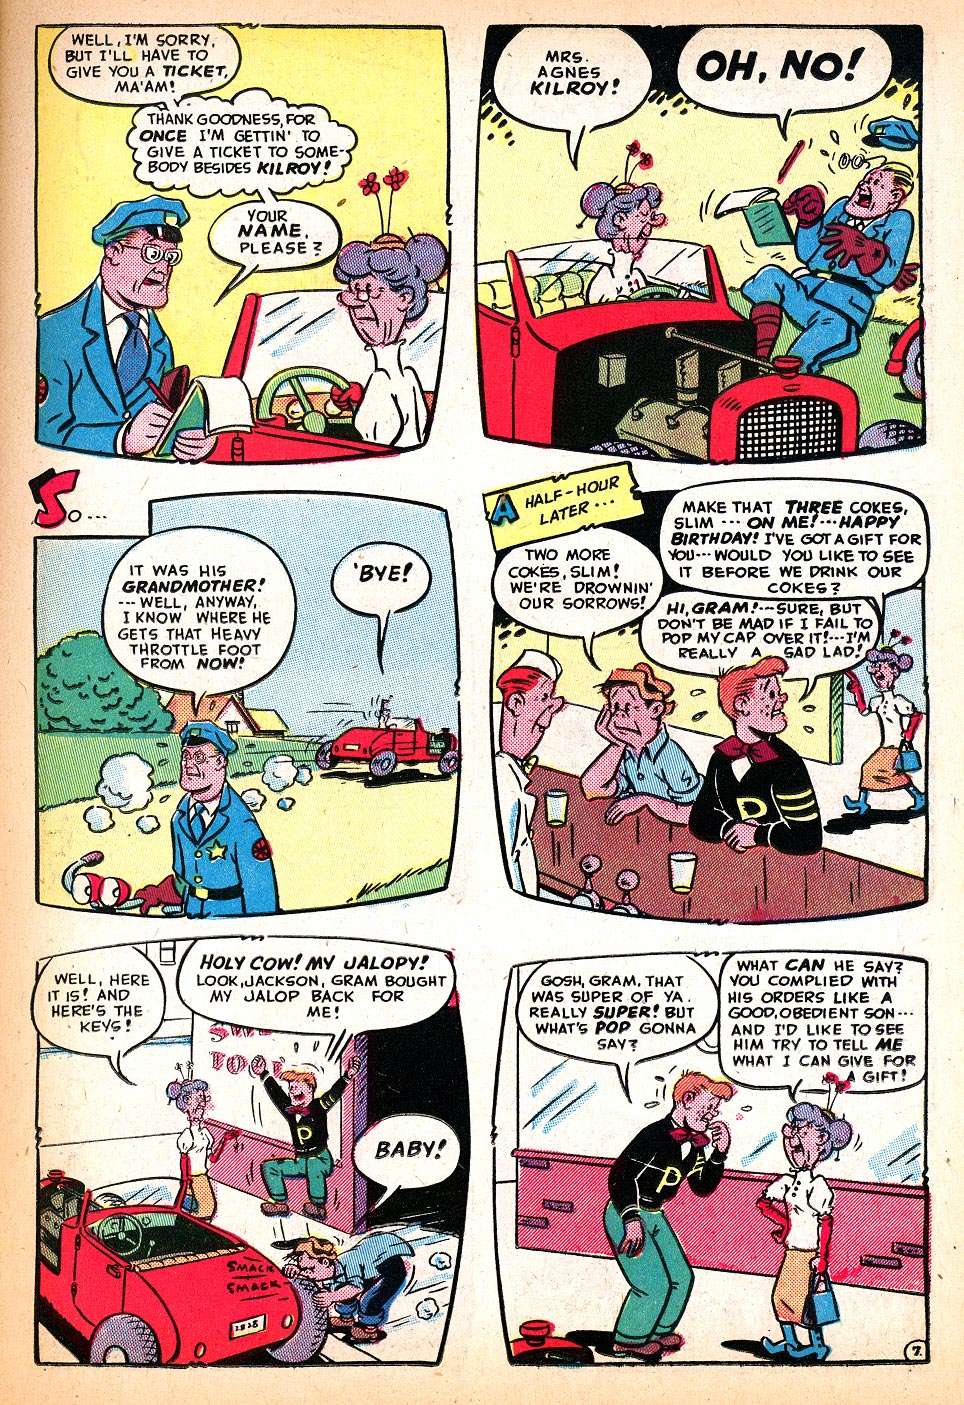 WELL, I'M SORRY,
BUT I'LL HAVE TO
GIVE YOU A TICKET,
MA'AM!
THANK GOODNESS, FOR
ONCE I'M GETTIN' TO
GIVE A TICKET TO SOME-
BODY BESIDES KILROY!
YOUR
NAME,
PLEASE?
MRS.
AGNES
KILROY!
OH, NO!
SO...
IT WAS HIS
GRANDMOTHER!
--WELL, ANYWAY,
I KNOW WHERE HE
GETS THAT HEAVY
THROTTLE FOOT
FROM NOW!
'BYE!
A HALF-HOUR
LATER...
TWO MORE
COKES, SLIM!
WE'RE DROWNIN'
OUR SORROWS!
MAKE THAT THREE COKES,
SLIM --- ON ME!--- HAPPY
BIRTHDAY! I'VE GOT A GIFT FOR
YOU--- WOULD YOU LIKE TO SEE
IT BEFORE WE DRINK OUR
COKES?
HI, GRAM!--- SURE, BUT
DON'T BE MAD IF I FAIL TO
POP MY CAP OVER IT!--- I'M
REALLY A SAD LAD!
P
WELL, HERE
IT IS! AND
HERE'S THE
KEYS!
HOLY COW! MY JALOPY!
LOOK, JACKSON, GRAM BOUGHT
MY JALOP BACK FOR
ME!
TOO
P
BABY!
SMACK
SMACK
2828
GOSH, GRAM, THAT
WAS SUPER OF YA.
REALLY SUPER! BUT
WHAT'S POP GONNA
SAY?
WHAT CAN HE SAY?
YOU COMPLIED WITH
HIS ORDERS LIKE A
GOOD, OBEDIENT SON---
AND I'D LIKE TO SEE
HIM TRY TO TELL ME
WHAT I CAN GIVE FOR
A GIFT!
P
7